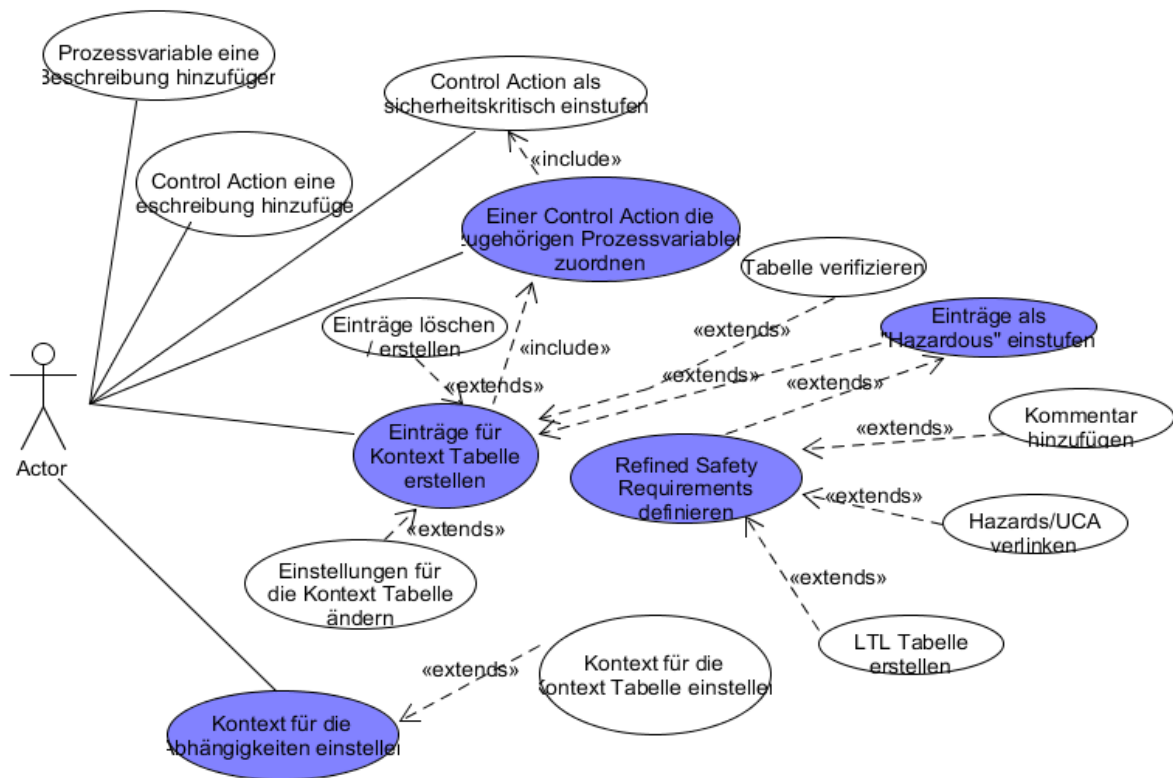 Prozessvariable eine
Beschreibung hinzufügen
Control Action als
sicherheitskritisch einstufen
«include»
Control Action eine
eschreibung hinzufüge
Einer Control Action die
zugehörigen Prozessvariablen
zuordnen
Tabelle verifizieren
Einträge löschen
/ erstellen
«include»
«extends»
Einträge als
"Hazardous" einstufen
«extends»
«extends»
«extends»
Einträge für
Kontext Tabelle
erstellen
Kommentar
hinzufügen
«extends»
Actor
Refined Safety
Requirements
definieren
«extends»
Hazards/UCA
verlinken
«extends»
Einstellungen für
die Kontext Tabelle
ändern
«extends»
LTL Tabelle
erstellen
«extends»
Kontext für die
Kontext Tabelle einstellen
Kontext für die
Abhängigkeiten einstellen